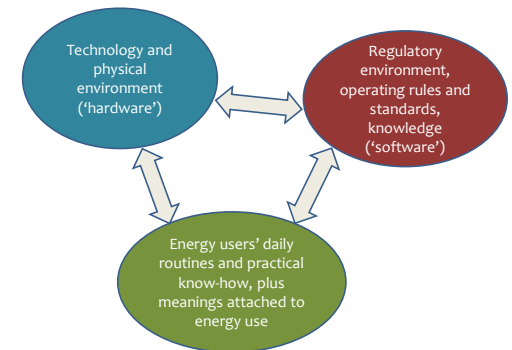 Technology and
physical
environment
(‘hardware’)
Regulatory
environment,
operating rules and
standards,
knowledge
(‘software’)
Energy users’ daily
routines and practical
know-how, plus
meanings attached to
energy use